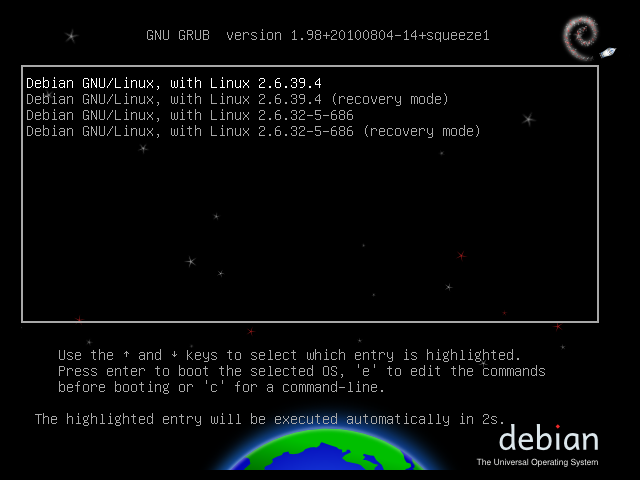 GNU GRUB  version 1.98+20100804-14+squeeze1
Debian GNU/Linux, with Linux 2.6.39.4
Debian GNU/Linux, with Linux 2.6.39.4 (recovery mode)
Debian GNU/Linux, with Linux 2.6.32-5-686
Debian GNU/Linux, with Linux 2.6.32-5-686 (recovery mode)
Use the ↑ and ↓ keys to select which entry is highlighted.
Press enter to boot the selected OS, 'e' to edit the commands
before booting or 'c' for a command-line.
The highlighted entry will be executed automatically in 2s.
debian
The Universal Operating System